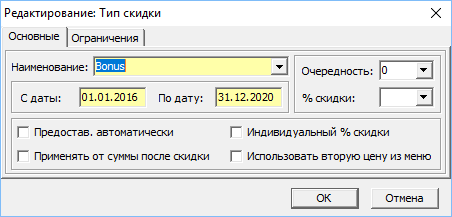 Редактирование: Тип скидки
Основные Ограничения
Наименование: Bonus Очередность: 0
С даты: 01.01.2016 По дату: 31.12.2020 % скидки:
Предостав. автоматически Индивидуальный % скидки
Применять от суммы после скидки Использовать вторую цену из меню
OK Отмена